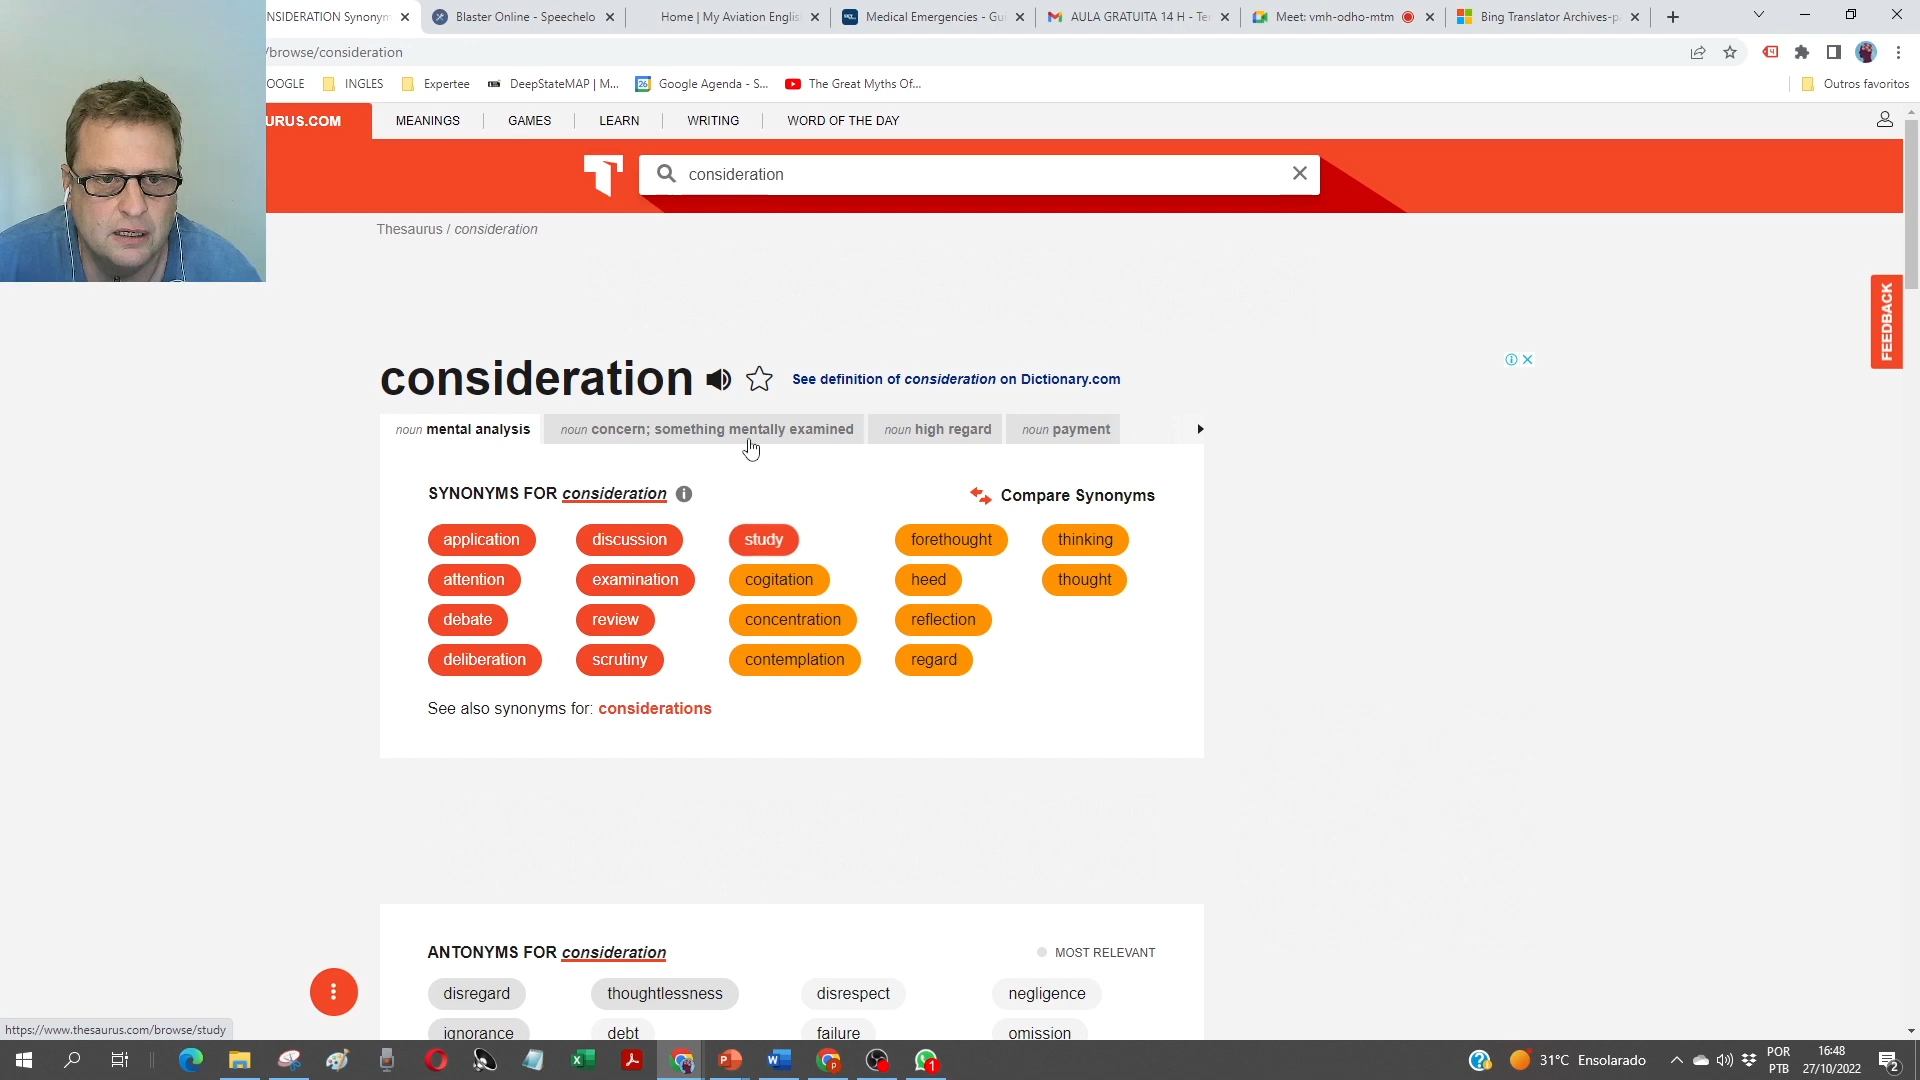 NSIDERATION Synonym
Blaster Online - Speechelo
Home | My Aviation Englis
Medical Emergencies - Gui
AULA GRATUITA 14 H - Ter
Meet: vmh-odho-mtm
Bing Translator Archives-p
/browse/consideration
OOGLE
INGLES
Expertee
DeepStateMAP | M...
26
Google Agenda - S...
The Great Myths Of...
Outros favoritos
URUS.COM
MEANINGS
GAMES
LEARN
WRITING
WORD OF THE DAY
consideration
Thesaurus / consideration
FEEDBACK
consideration
See definition of consideration on Dictionary.com
noun mental analysis
noun concern; something mentally examined
noun high regard
noun payment
SYNONYMS FOR consideration
Compare Synonyms
application discussion study forethought thinking
attention examination cogitation heed thought
debate review concentration reflection
deliberation scrutiny contemplation regard
See also synonyms for: considerations
ANTONYMS FOR consideration
MOST RELEVANT
disregard thoughtlessness disrespect negligence
ignorance debt failure omission
https://www.thesaurus.com/browse/study
31°C Ensolarado
POR
PTB
16:48
27/10/2022
2
1